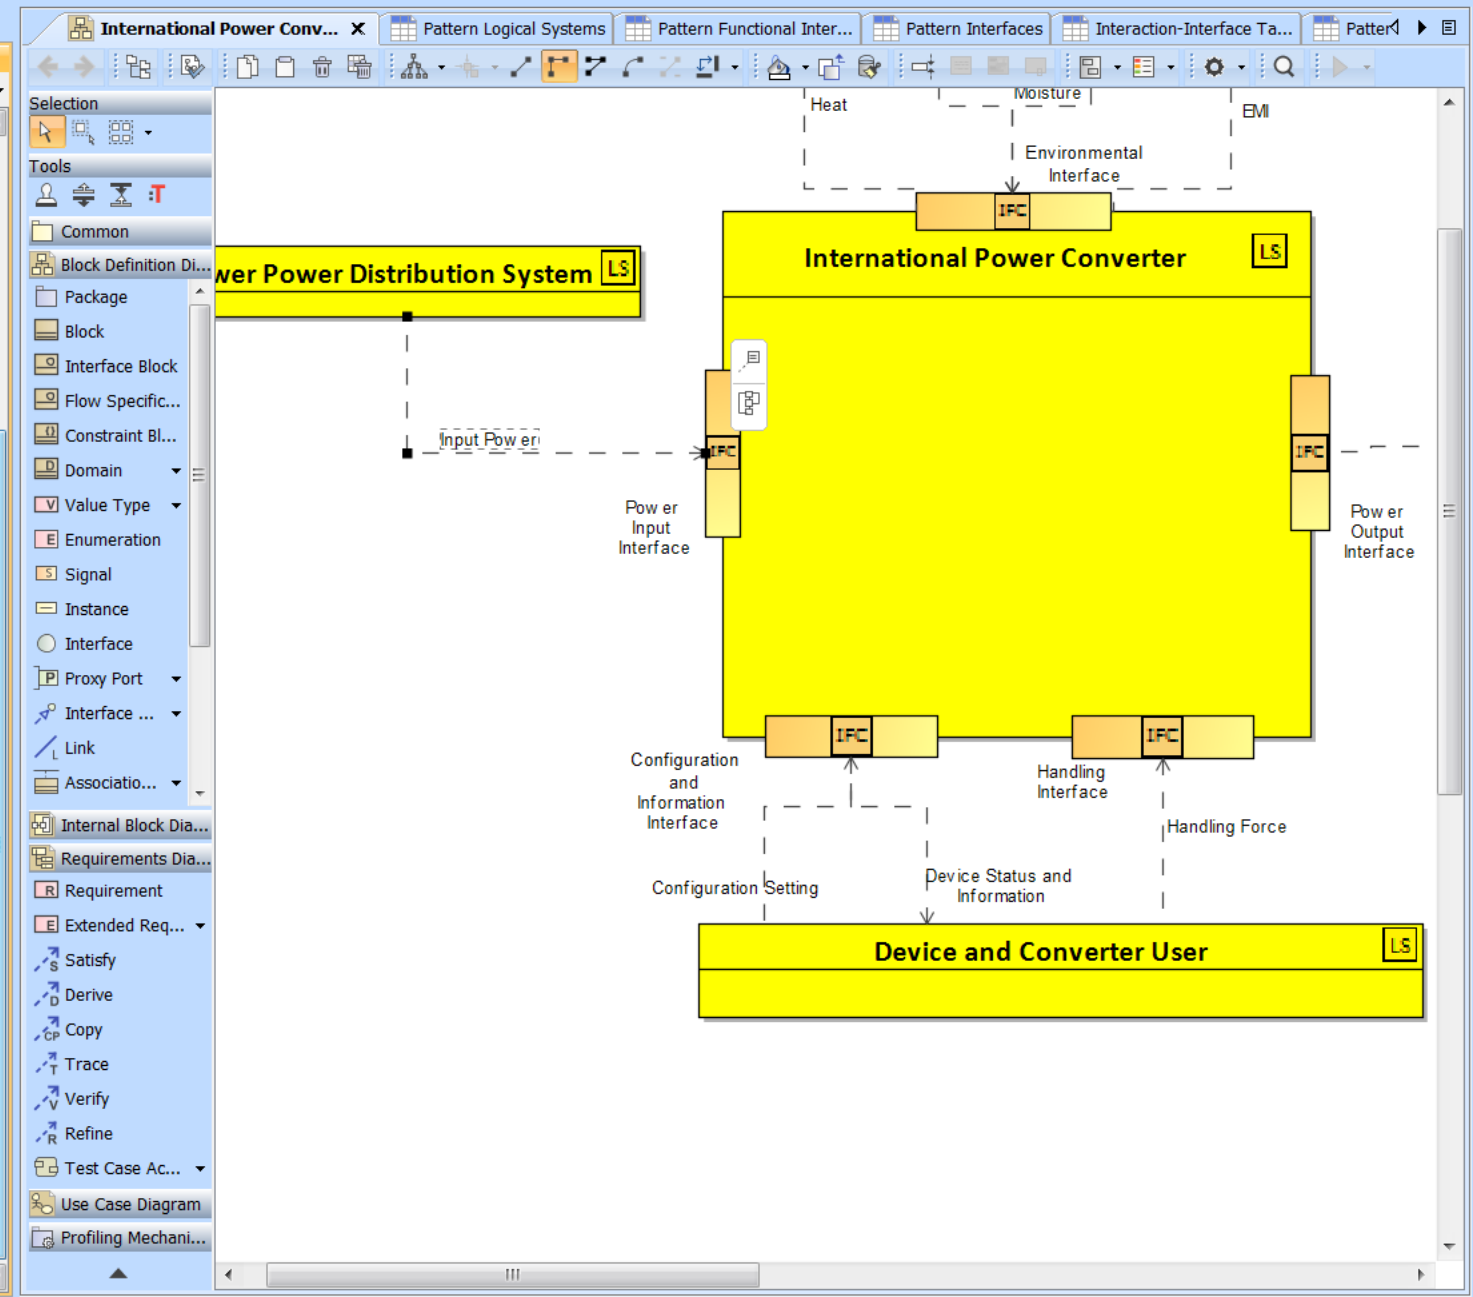 International Power Conv...
Pattern Logical Systems
Pattern Functional Inter...
Pattern Interfaces
Interaction-Interface Ta...
Patter
Selection
Tools
Common
Block Definition Di...
Package
Block
Interface Block
Flow Specific...
Constraint Bl...
Domain
Value Type
Enumeration
Signal
Instance
Interface
Proxy Port
Interface ...
Link
Associatio...
Internal Block Dia...
Requirements Dia...
Requirement
Extended Req...
Satisfy
Derive
Copy
Trace
Verify
Refine
Test Case Ac...
Use Case Diagram
Profiling Mechani...
Heat
Moisture
EMI
Environmental
Interface
IFC
International Power Converter
LS
wer Power Distribution System
LS
Input Power
IFC
Power
Input
Interface
IFC
Power
Output
Interface
IFC
IFC
Configuration
and
Information
Interface
Handling
Interface
Handling Force
Configuration Setting
Device Status and
Information
Device and Converter User
LS